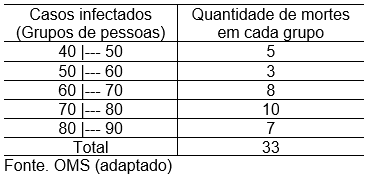 Casos infectados Quantidade de mortes
(Grupos de pessoas) em cada grupo
40 |--- 50 5
50 |--- 60 3
60 |--- 70 8
70 |--- 80 10
80 |--- 90 7
Total 33
Fonte. OMS (adaptado)